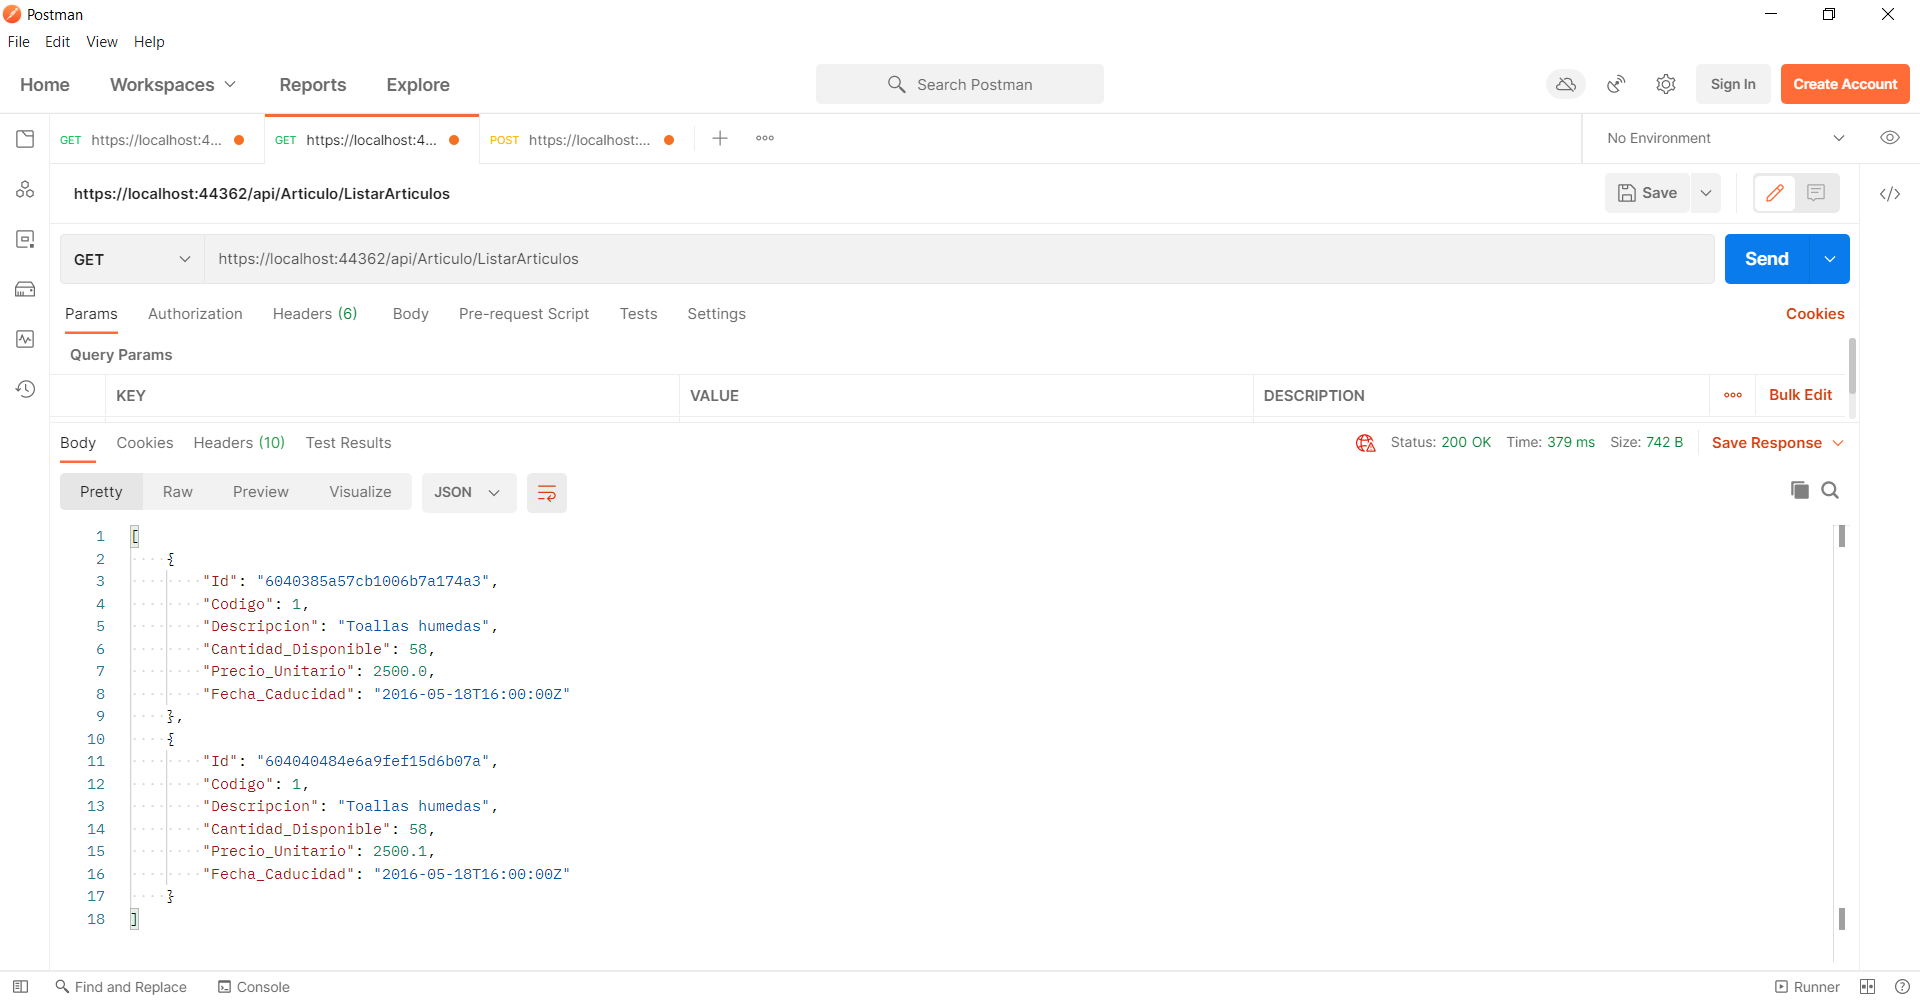 Postman
File Edit View Help
Home Workspaces Reports Explore Search Postman Sign In Create Account
GET https://localhost:4... GET https://localhost:4... POST https://localhost:... No Environment
https://localhost:44362/api/Articulo/ListarArticulos Save
GET https://localhost:44362/api/Articulo/ListarArticulos Send
Params Authorization Headers (6) Body Pre-request Script Tests Settings Cookies
Query Params
KEY VALUE DESCRIPTION Bulk Edit
Body Cookies Headers (10) Test Results Status: 200 OK Time: 379 ms Size: 742 B Save Response
Pretty Raw Preview Visualize JSON
1 [
2 {
3 "Id": "6040385a57cb1006b7a174a3",
4 "Codigo": 1,
5 "Descripcion": "Toallas humedas",
6 "Cantidad_Disponible": 58,
7 "Precio_Unitario": 2500.0,
8 "Fecha_Caducidad": "2016-05-18T16:00:00Z"
9 },
10 {
11 "Id": "604040484e6a9fef15d6b07a",
12 "Codigo": 1,
13 "Descripcion": "Toallas humedas",
14 "Cantidad_Disponible": 58,
15 "Precio_Unitario": 2500.1,
16 "Fecha_Caducidad": "2016-05-18T16:00:00Z"
17 }
18 ]
Find and Replace Console Runner